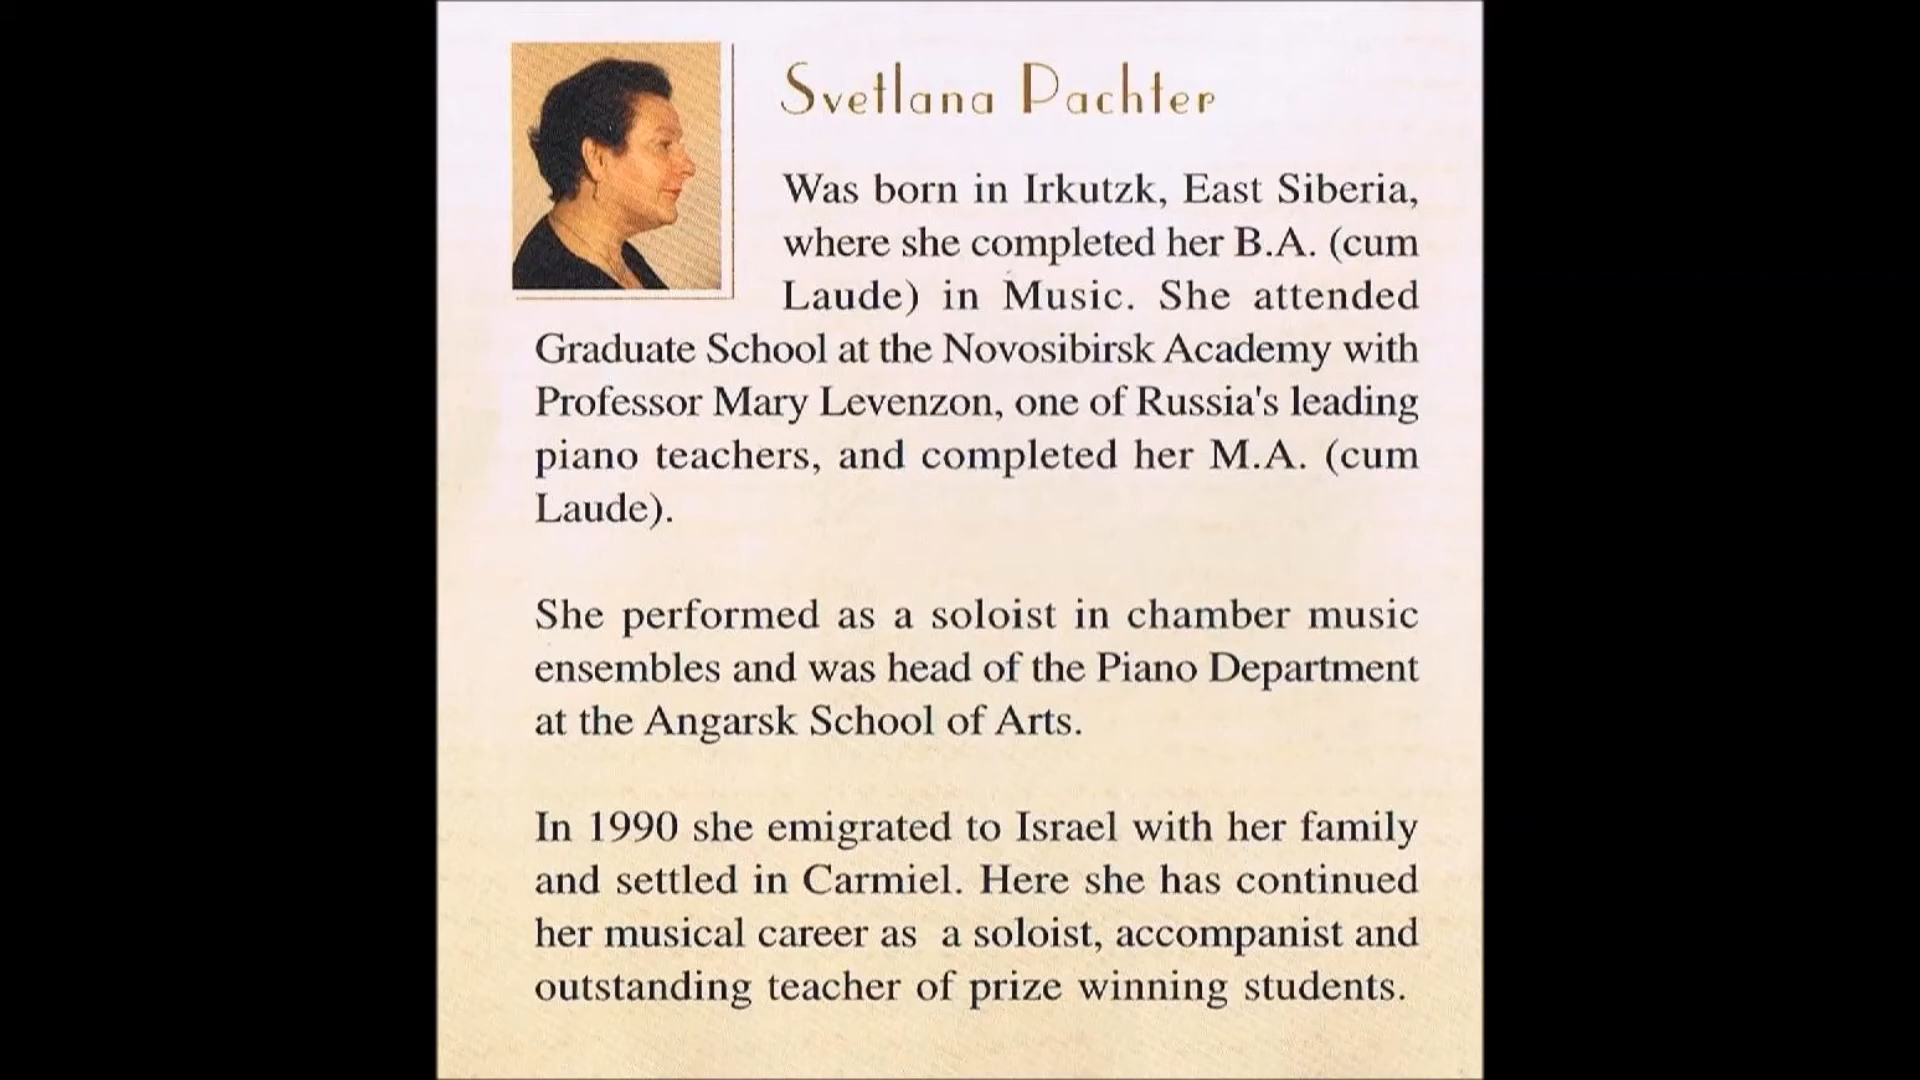 Svetlana Pachter
Was born in Irkutzk, East Siberia,
where she completed her B.A. (cum
Laude) in Music. She attended
Graduate School at the Novosibirsk Academy with
Professor Mary Levenzon, one of Russia's leading
piano teachers, and completed her M.A. (cum
Laude).
She performed as a soloist in chamber music
ensembles and was head of the Piano Department
at the Angarsk School of Arts.
In 1990 she emigrated to Israel with her family
and settled in Carmiel. Here she has continued
her musical career as a soloist, accompanist and
outstanding teacher of prize winning students.